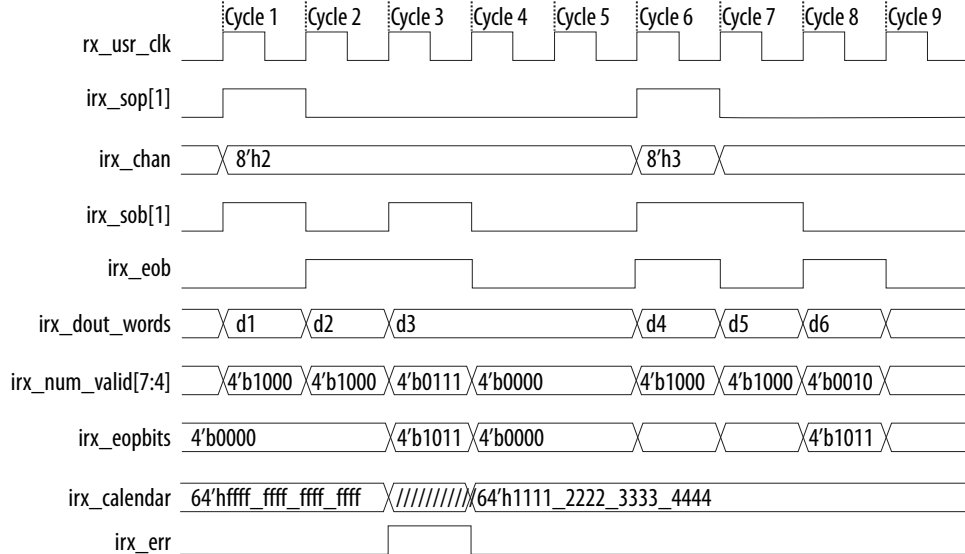 Cycle 1 Cycle 2 Cycle 3 Cycle 4 Cycle 5 Cycle 6 Cycle 7 Cycle 8 Cycle 9
rx_usr_clk
irx_sop[1]
irx_chan 8’h2 8’h3
irx_sob[1]
irx_eob
irx_dout_words d1 d2 d3 d4 d5 d6
irx_num_valid[7:4] 4’b1000 4’b1000 4’b0111 4’b0000 4’b1000 4’b1000 4’b0010
irx_eopbits 4’b0000 4’b1011 4’b0000 4’b1011
irx_calendar 64’hffff_ffff_ffff_ffff ////////// 64’h1111_2222_3333_4444
irx_err